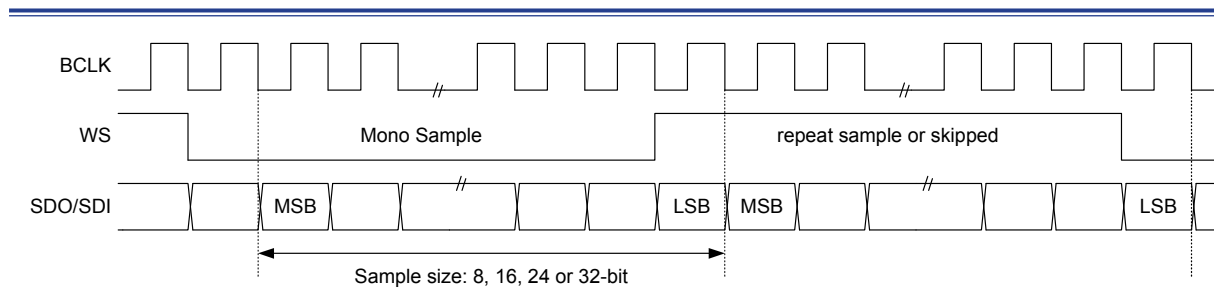 BCLK
WS
Mono Sample
repeat sample or skipped
SDO/SDI
MSB
LSB
MSB
LSB
Sample size: 8, 16, 24 or 32-bit